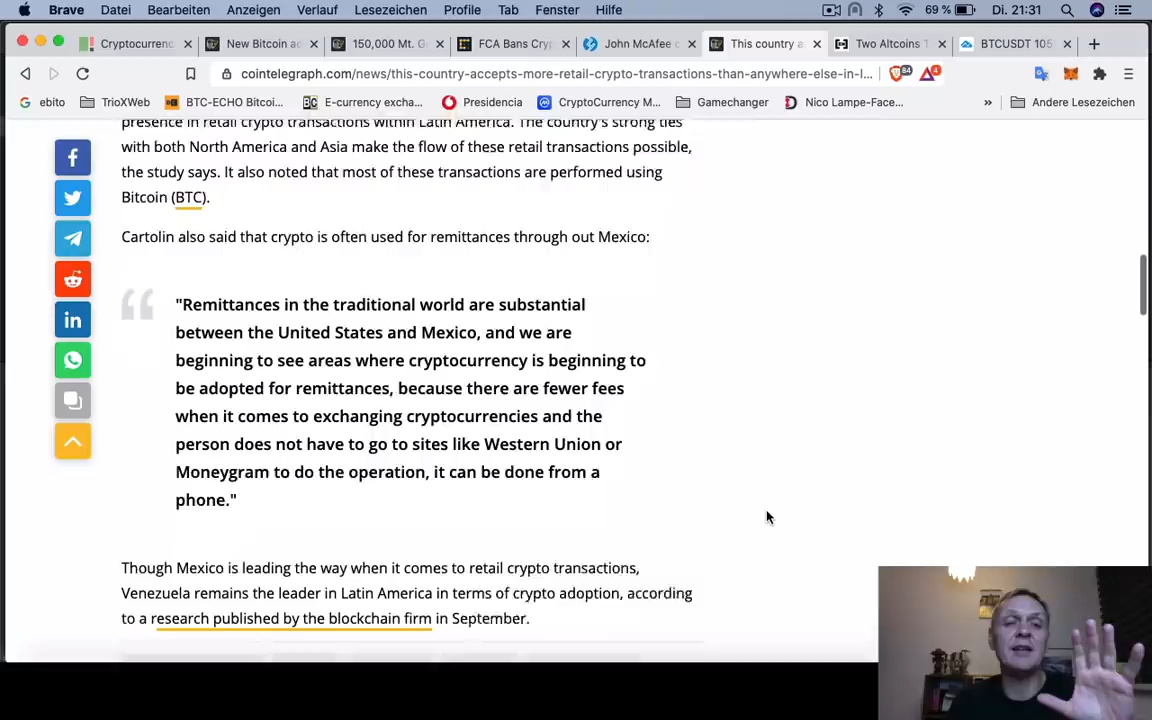 Brave Datei Bearbeiten Anzeigen Verlauf Lesezeichen Profile Tab Fenster Hilfe 69 % Di. 21:31
Cryptocurrenc New Bitcoin ad 150,000 Mt. G FCA Bans Cryp John McAfee c This country a Two Altcoins T BTCUSDT 105
cointelegraph.com/news/this-country-accepts-more-retail-crypto-transactions-than-anywhere-else-in-l... 84 4
ebito TrioXWeb BTC-ECHO Bitcoi... E-currency excha... Presidencia CryptoCurrency M... Gamechanger Nico Lampe-Face... » Andere Lesezeichen
presence in retail crypto transactions within Latin America. The country's strong ties
with both North America and Asia make the flow of these retail transactions possible,
the study says. It also noted that most of these transactions are performed using
Bitcoin (BTC).
Cartolin also said that crypto is often used for remittances through out Mexico:
"Remittances in the traditional world are substantial
between the United States and Mexico, and we are
beginning to see areas where cryptocurrency is beginning to
be adopted for remittances, because there are fewer fees
when it comes to exchanging cryptocurrencies and the
person does not have to go to sites like Western Union or
Moneygram to do the operation, it can be done from a
phone."
Though Mexico is leading the way when it comes to retail crypto transactions,
Venezuela remains the leader in Latin America in terms of crypto adoption, according
to a research published by the blockchain firm in September.